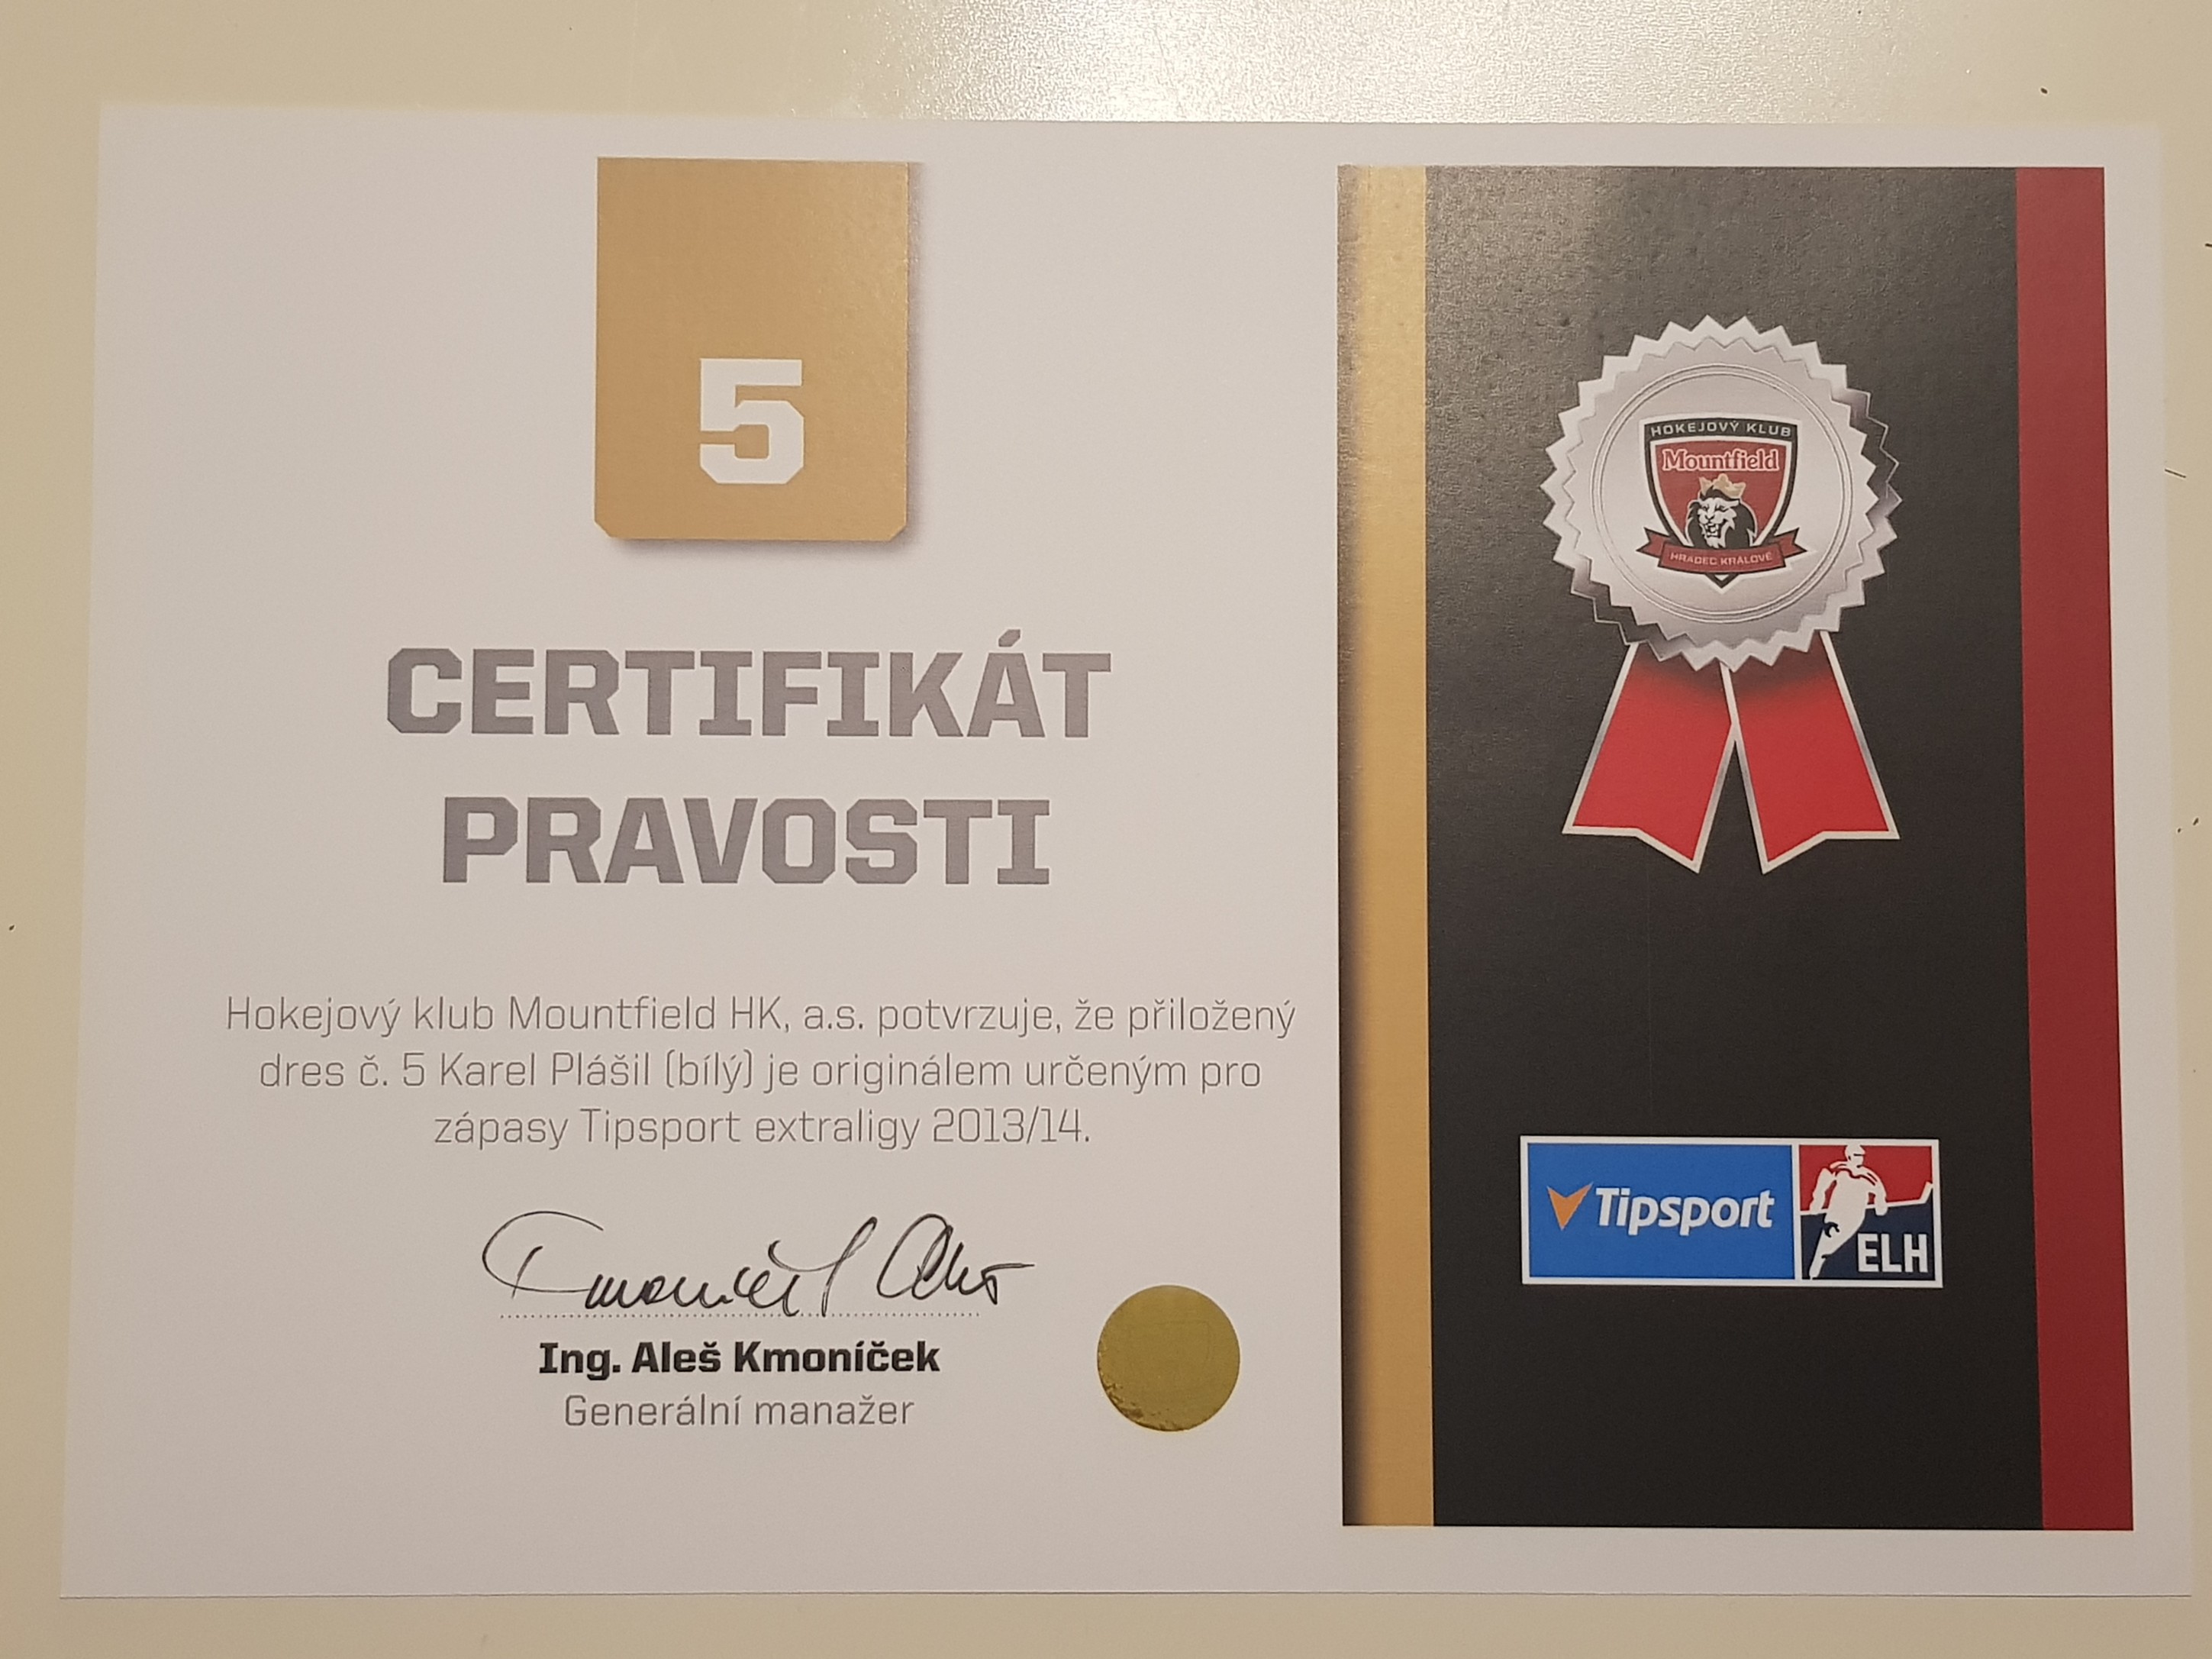 5
CERTIFIKÁT
PRAVOSTI
Hokejový klub Mountfield HK, a.s. potvrzuje, že přiložený
dres č. 5 Karel Plášil (bílý) je originálem určeným pro
zápasy Tipsport extraligy 2013/14.
Ing. Aleš Kmoníček
Generální manažer
HOKEJOVÝ KLUB
Mountfield
HRADEC KRÁLOVÉ
Tipsport
ELH